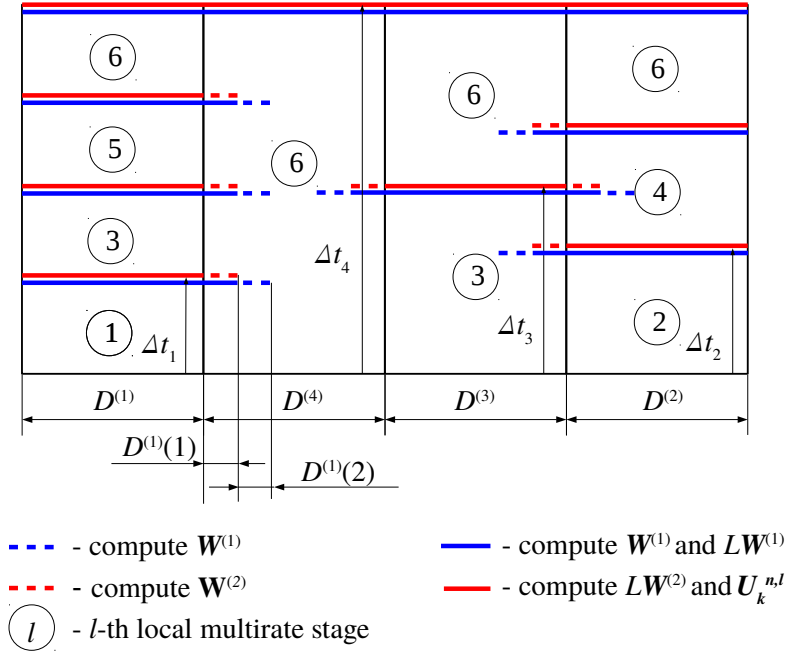 6 6 6
5 6 4
3 Δt₄ 3
1 Δt₁ Δt₃ 2 Δt₂
6
D⁽¹⁾ D⁽⁴⁾ D⁽³⁾ D⁽²⁾
D⁽¹⁾(1)
D⁽¹⁾(2)
- compute W⁽¹⁾
- compute W⁽¹⁾ and LW⁽¹⁾
- compute W⁽²⁾
- compute LW⁽²⁾ and Uₖⁿ,ˡ
l - l-th local multirate stage